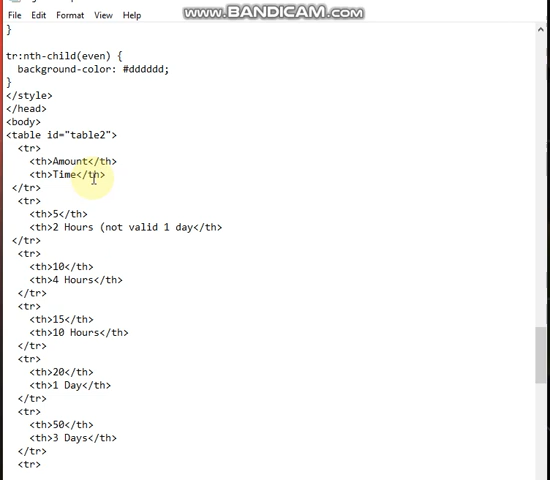 www.BANDICAM.com
File Edit Format View Help
}
tr:nth-child(even) {
background-color: #dddddd;
}
</style>
</head>
<body>
<table id="table2">
<tr>
<th>Amount</th>
<th>Time</th>
</tr>
<tr>
<th>5</th>
<th>2 Hours (not valid 1 day</th>
</tr>
<tr>
<th>10</th>
<th>4 Hours</th>
</tr>
<tr>
<th>15</th>
<th>10 Hours</th>
</tr>
<tr>
<th>20</th>
<th>1 Day</th>
</tr>
<tr>
<th>50</th>
<th>3 Days</th>
</tr>
<tr>